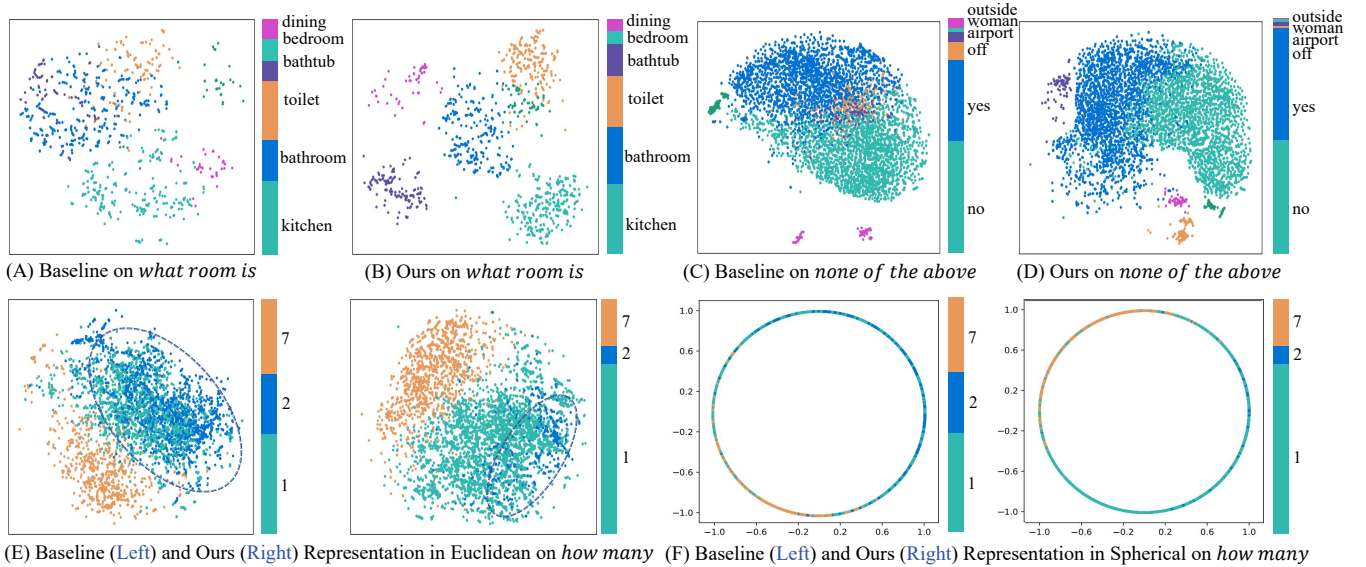 dining
bedroom
bathtub
toilet
bathroom
kitchen
(A) Baseline on what room is
dining
bedroom
bathtub
toilet
bathroom
kitchen
(B) Ours on what room is
outside
woman
airport
off
yes
no
(C) Baseline on none of the above
outside
woman
airport
off
yes
no
(D) Ours on none of the above
7
2
1
7
2
1
(E) Baseline (Left) and Ours (Right) Representation in Euclidean on how many
1.0
0.6
0.2
−0.2
−0.6
−1.0
−1.0 −0.6 −0.2 0.2 0.6 1.0
7
2
1
1.0
0.6
0.2
−0.2
−0.6
−1.0
−1.0 −0.6 −0.2 0.2 0.6 1.0
7
2
1
(F) Baseline (Left) and Ours (Right) Representation in Spherical on how many